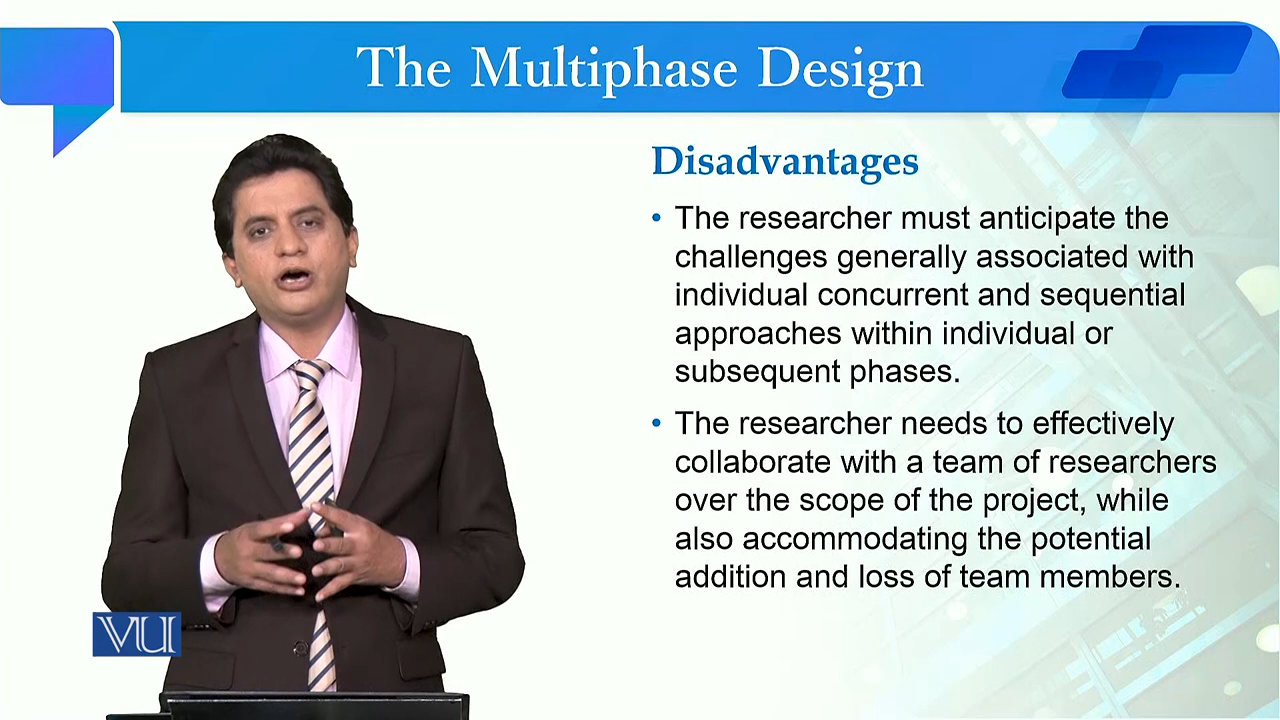 The Multiphase Design
Disadvantages
• The researcher must anticipate the
challenges generally associated with
individual concurrent and sequential
approaches within individual or
subsequent phases.
• The researcher needs to effectively
collaborate with a team of researchers
over the scope of the project, while
also accommodating the potential
addition and loss of team members.
VU